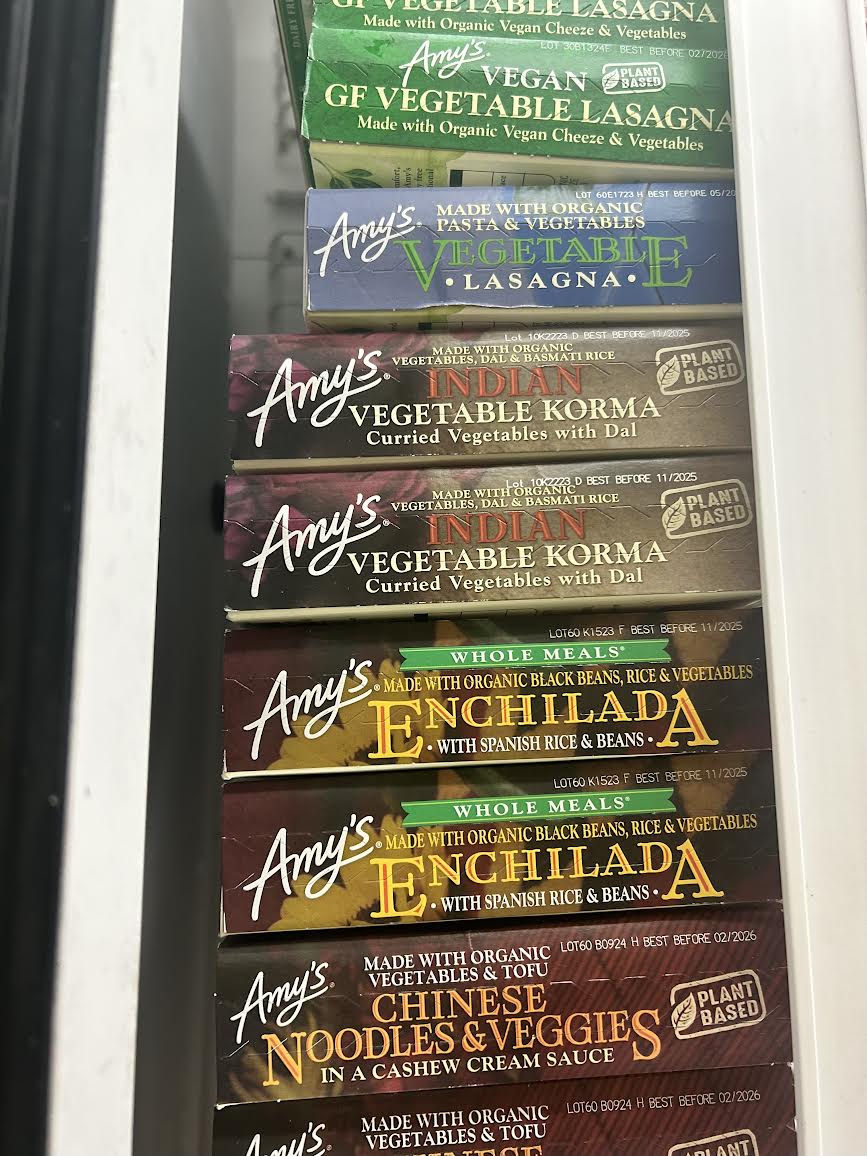 DAIRY FRE
GF VEGETABLE LASAGNA
Made with Organic Vegan Cheeze & Vegetables
LOT 30B1324F BEST BEFORE 02/202
Amy's
VEGAN
PLANT BASED
GF VEGETABLE LASAGNA
Made with Organic Vegan Cheeze & Vegetables
LOT 60E1723 H BEST BEFORE 05/20
Amy's
MADE WITH ORGANIC
PASTA & VEGETABLES
VEGETABLE
• LASAGNA •
Lot 10K2223 D BEST BEFORE 11/2025
Amy's®
MADE WITH ORGANIC
VEGETABLES, DAL & BASMATI RICE
INDIAN
VEGETABLE KORMA
Curried Vegetables with Dal
PLANT BASED
Lot 10K2223 D BEST BEFORE 11/2025
Amy's®
MADE WITH ORGANIC
VEGETABLES, DAL & BASMATI RICE
INDIAN
VEGETABLE KORMA
Curried Vegetables with Dal
PLANT BASED
LOT60 K1523 F BEST BEFORE 11/2025
WHOLE MEALS®
Amy's®
MADE WITH ORGANIC BLACK BEANS, RICE & VEGETABLES
ENCHILADA
• WITH SPANISH RICE & BEANS •
LOT60 K1523 F BEST BEFORE 11/2025
WHOLE MEALS®
Amy's®
MADE WITH ORGANIC BLACK BEANS, RICE & VEGETABLES
ENCHILADA
• WITH SPANISH RICE & BEANS •
LOT60 B0924 H BEST BEFORE 02/2026
Amy's
MADE WITH ORGANIC
VEGETABLES & TOFU
CHINESE
NOODLES & VEGGIES
IN A CASHEW CREAM SAUCE
PLANT BASED
LOT60 B0924 H BEST BEFORE 02/2026
Amy's
MADE WITH ORGANIC
VEGETABLES & TOFU
CHINESE
PLANT